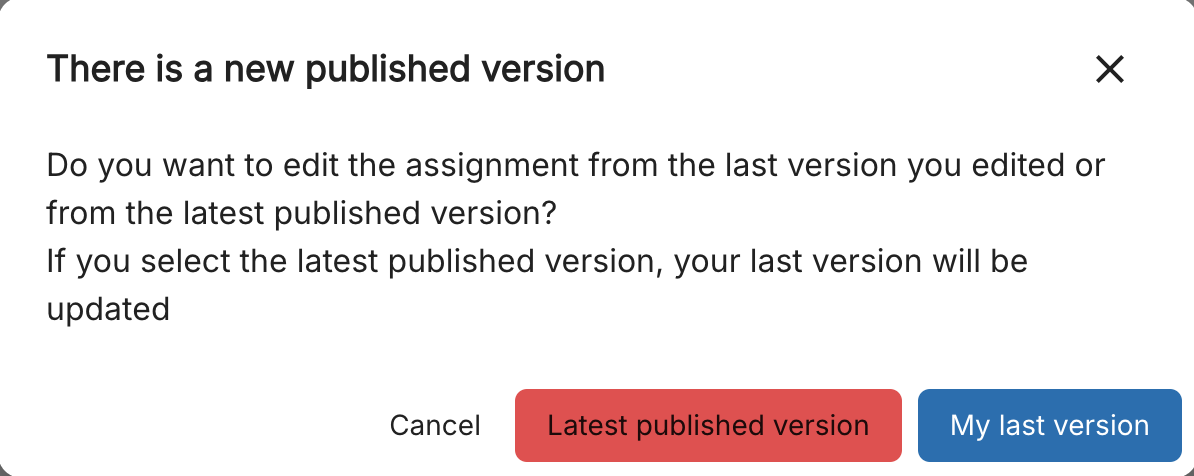 There is a new published version
Do you want to edit the assignment from the last version you edited or
from the latest published version?
If you select the latest published version, your last version will be
updated
Cancel
Latest published version
My last version